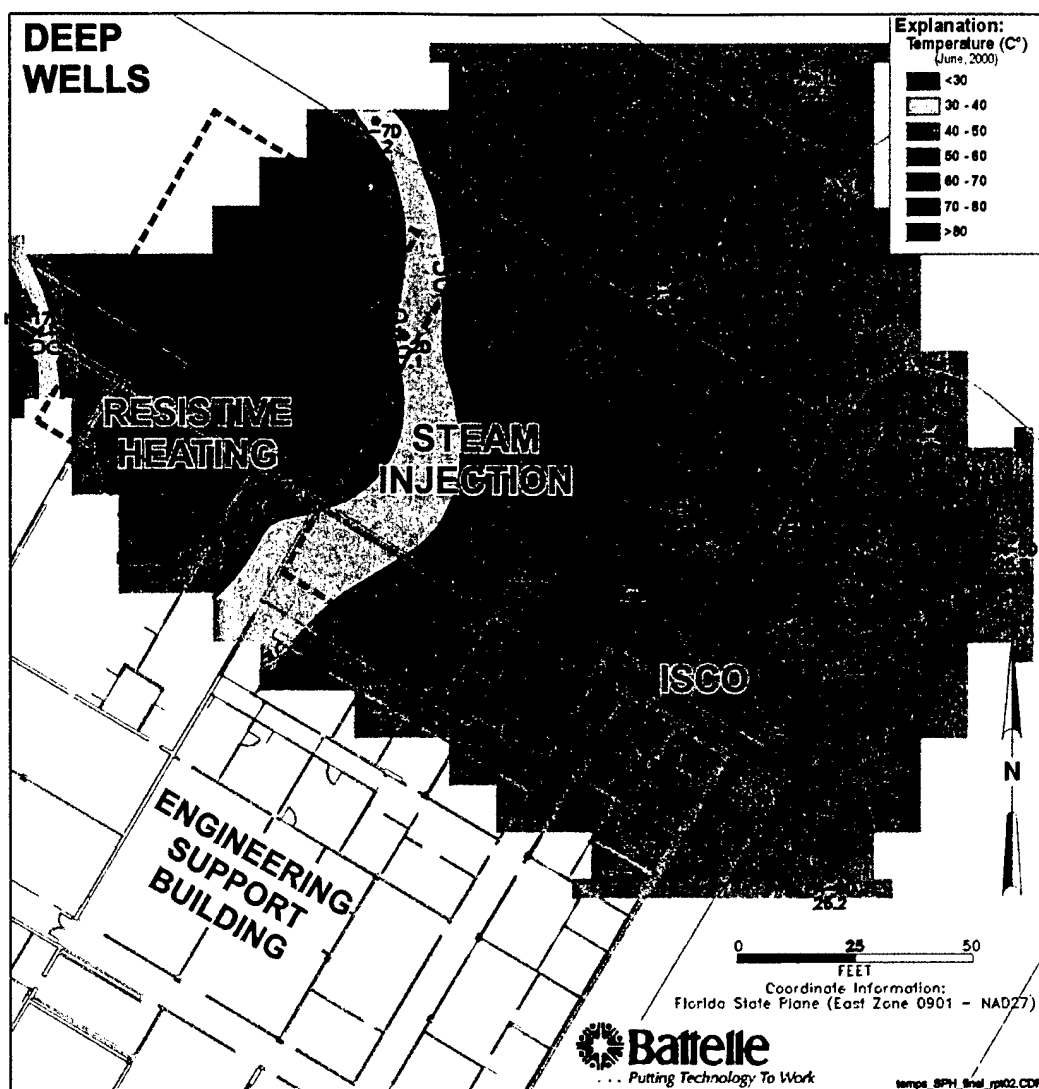 DEEP
WELLS
Explanation:
Temperature (C°)
(June, 2000)
<30
30 - 40
40 - 50
50 - 60
60 - 70
70 - 80
>80
RESISTIVE
HEATING
STEAM
INJECTION
ISCO
N
ENGINEERING
SUPPORT
BUILDING
26.2
0 25 50
FEET
Coordinate Information:
Florida State Plane (East Zone 0901 - NAD27)
Battelle
... Putting Technology To Work